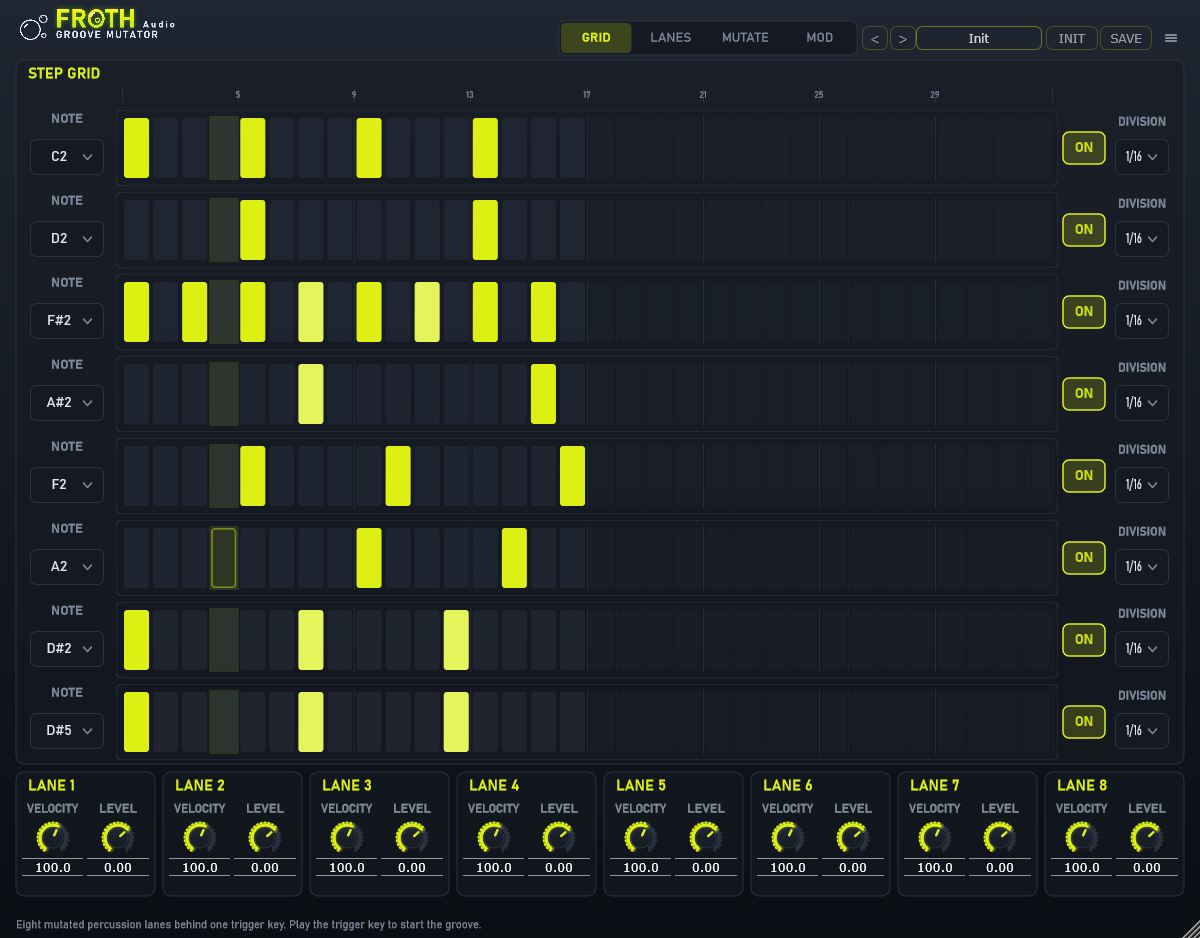 FROTH Audio
GROOVE MUTATOR
GRID LANES MUTATE MOD < > Init INIT SAVE
STEP GRID
5 9 13 17 21 25 29
NOTE DIVISION
C2 ON 1/16
NOTE DIVISION
D2 ON 1/16
NOTE DIVISION
F#2 ON 1/16
NOTE DIVISION
A#2 ON 1/16
NOTE DIVISION
F2 ON 1/16
NOTE DIVISION
A2 ON 1/16
NOTE DIVISION
D#2 ON 1/16
NOTE DIVISION
D#5 ON 1/16
LANE 1 LANE 2 LANE 3 LANE 4 LANE 5 LANE 6 LANE 7 LANE 8
VELOCITY LEVEL VELOCITY LEVEL VELOCITY LEVEL VELOCITY LEVEL VELOCITY LEVEL VELOCITY LEVEL VELOCITY LEVEL VELOCITY LEVEL
100.0 0.00 100.0 0.00 100.0 0.00 100.0 0.00 100.0 0.00 100.0 0.00 100.0 0.00 100.0 0.00
Eight mutated percussion lanes behind one trigger key. Play the trigger key to start the groove.